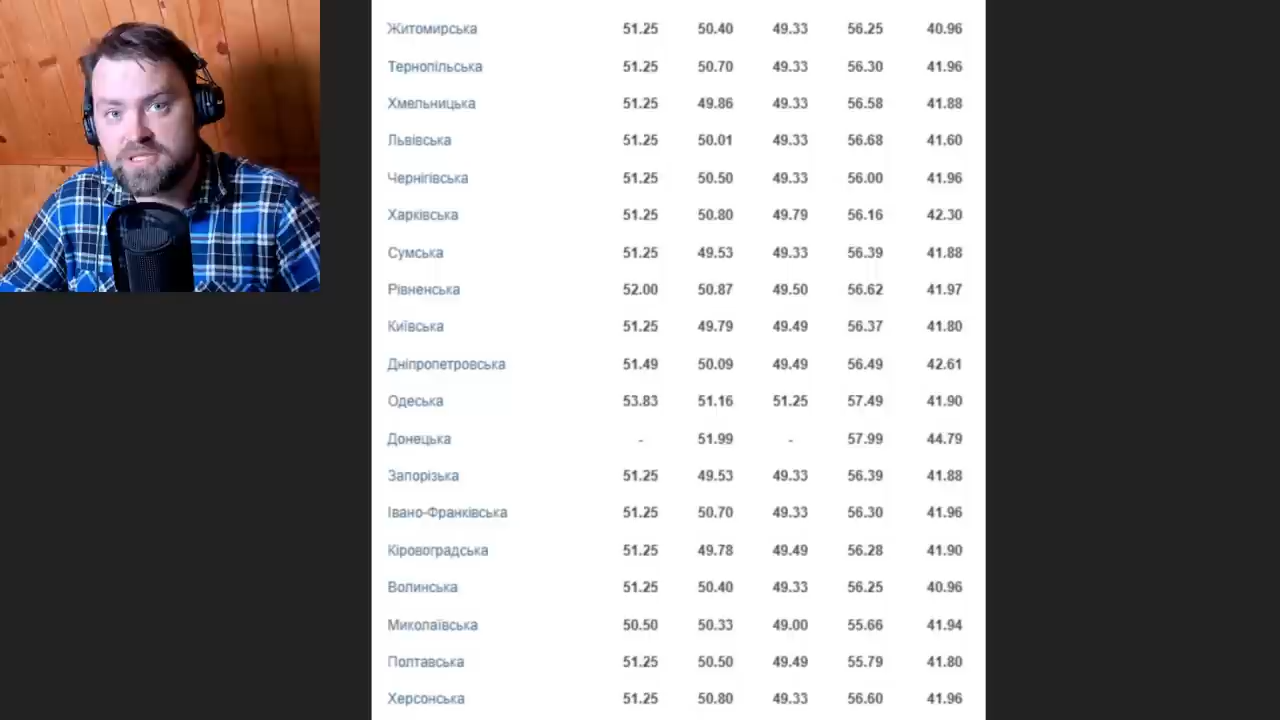 Житомирська 51.25 50.40 49.33 56.25 40.96
Тернопільська 51.25 50.70 49.33 56.30 41.96
Хмельницька 51.25 49.86 49.33 56.58 41.88
Львівська 51.25 50.01 49.33 56.68 41.60
Чернігівська 51.25 50.50 49.33 56.00 41.96
Харківська 51.25 50.80 49.79 56.16 42.30
Сумська 51.25 49.53 49.33 56.39 41.88
Рівненська 52.00 50.87 49.50 56.62 41.97
Київська 51.25 49.79 49.49 56.37 41.80
Дніпропетровська 51.49 50.09 49.49 56.49 42.61
Одеська 53.83 51.16 51.25 57.49 41.90
Донецька - 51.99 - 57.99 44.79
Запорізька 51.25 49.53 49.33 56.39 41.88
Івано-Франківська 51.25 50.70 49.33 56.30 41.96
Кіровоградська 51.25 49.78 49.49 56.28 41.90
Волинська 51.25 50.40 49.33 56.25 40.96
Миколаївська 50.50 50.33 49.00 55.66 41.94
Полтавська 51.25 50.50 49.49 55.79 41.80
Херсонська 51.25 50.80 49.33 56.60 41.96